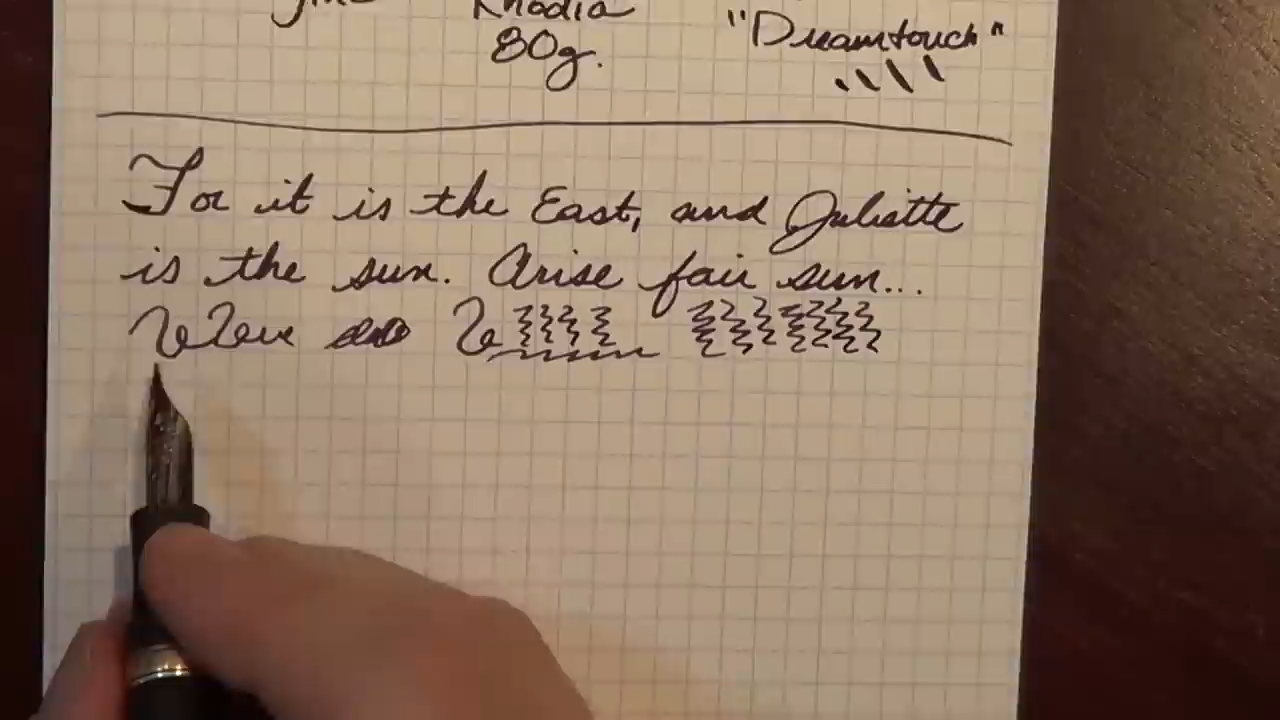 Rhodia
80g.
"Dreamtouch"
For it is the East, and Juliette
is the sun. Arise fair sun...